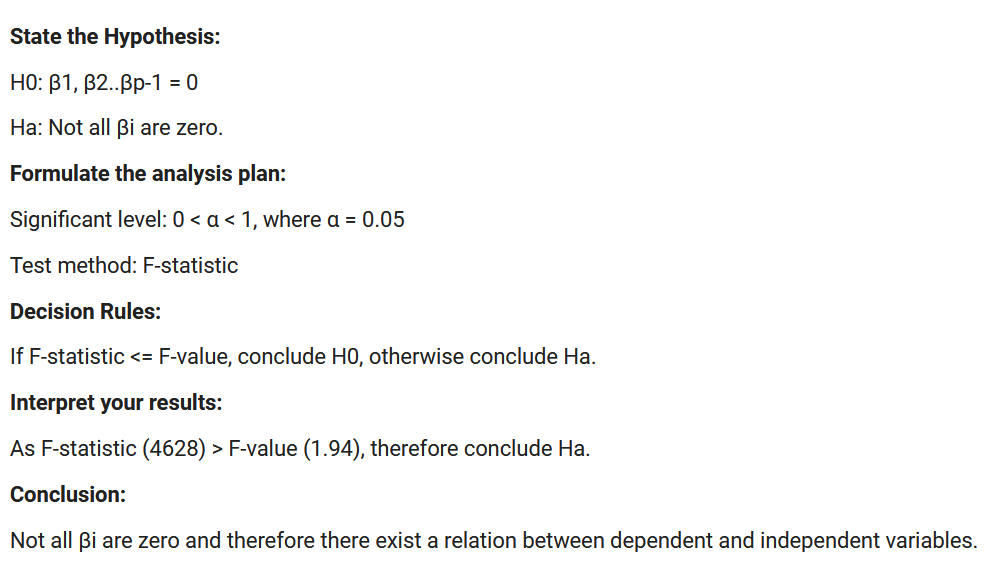 State the Hypothesis:
H0: β1, β2..βp-1 = 0
Ha: Not all βi are zero.
Formulate the analysis plan:
Significant level: 0 < α < 1, where α = 0.05
Test method: F-statistic
Decision Rules:
If F-statistic <= F-value, conclude H0, otherwise conclude Ha.
Interpret your results:
As F-statistic (4628) > F-value (1.94), therefore conclude Ha.
Conclusion:
Not all βi are zero and therefore there exist a relation between dependent and independent variables.